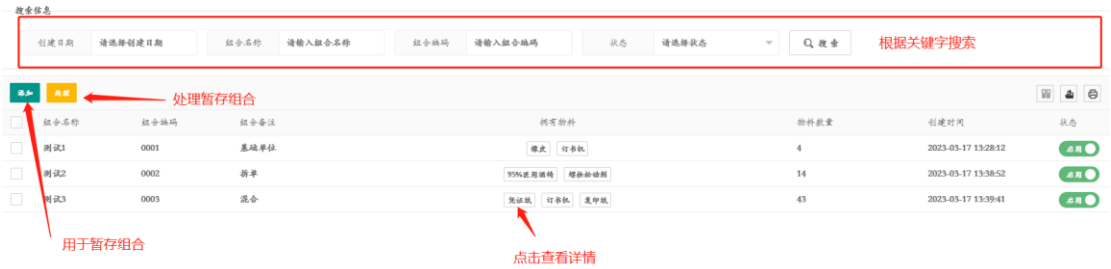 搜索信息
创建日期 请选择创建日期 组合名称 请输入组合名称 组合编码 请输入组合编码 状态 请选择状态 搜索 根据关键字搜索
添加 处理 处理暂存组合
组合名称 组合编码 组合备注 拥有物料 物料数量 创建时间 状态
测试1 0001 基础单位 橡皮 订书机 4 2023-03-17 13:28:12 启用
测试2 0002 拆单 95%医用酒精 螺栓松动剂 14 2023-03-17 13:38:52 启用
测试3 0003 混合 凭证纸 订书机 复印纸 43 2023-03-17 13:39:41 启用
用于暂存组合
点击查看详情